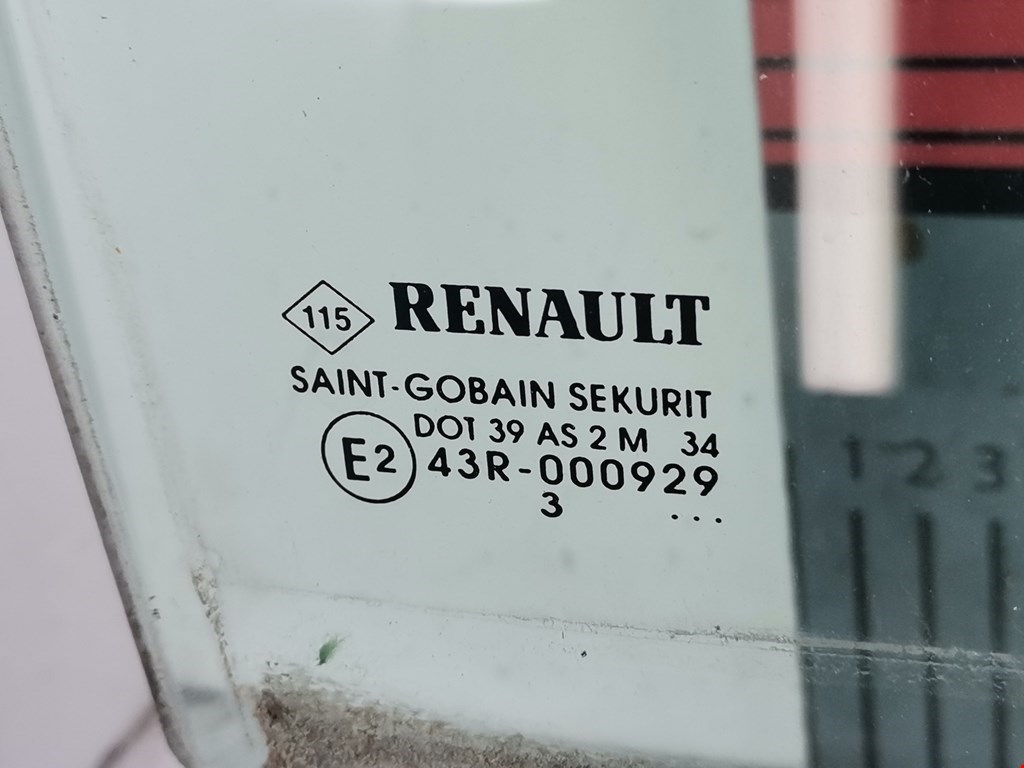 115 RENAULT
SAINT-GOBAIN SEKURIT
DOT 39 AS 2 M 34
E2 43R-000929
3 ...
1 2 3